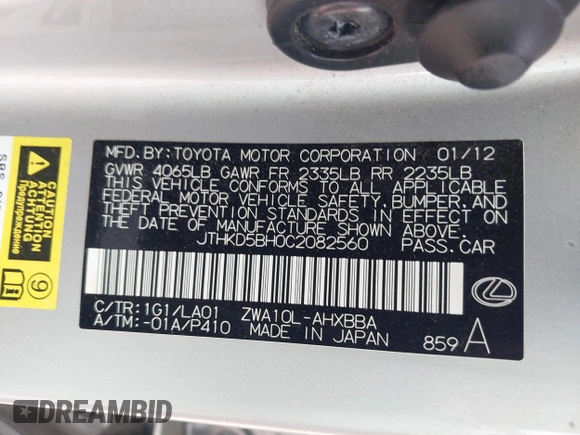 MFD.BY:TOYOTA MOTOR CORPORATION 01/12
GVWR 4065LB GAWR FR 2335LB RR 2235LB
THIS VEHICLE CONFORMS TO ALL APPLICABLE
FEDERAL MOTOR VEHICLE SAFETY,BUMPER,AND
THEFT PREVENTION STANDARDS IN EFFECT ON
THE DATE OF MANUFACTURE SHOWN ABOVE.
JTHKD5BH0C2082560 PASS.CAR
C/TR:1G1/LA01 ZWA10L-AHXBBA
A/TM:-01A/P410 MADE IN JAPAN
859 A
ACHTUNG
Предупреждение
9
DREAMBID